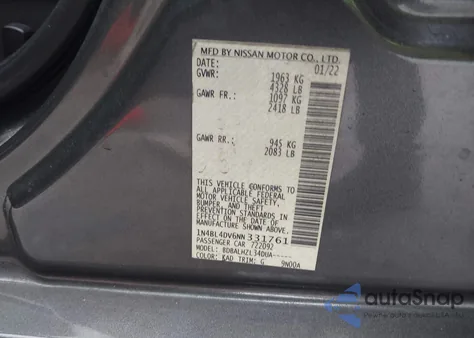 MFD BY NISSAN MOTOR CO., LTD.
DATE: 01/22
GVWR: 1963 KG
4328 LB
GAWR FR.: 1097 KG
2418 LB
GAWR RR.: 945 KG
2083 LB
THIS VEHICLE CONFORMS TO
ALL APPLICABLE FEDERAL
MOTOR VEHICLE SAFETY,
BUMPER, AND THEFT
PREVENTION STANDARDS IN
EFFECT ON THE DATE OF
MANUFACTURE SHOWN ABOVE.
1N4BL4DV6NN331761
PASSENGER CAR 722092
MODEL: BDBALHZL34DUA-----
COLOR: KAD TRIM: G 9N00A
autoSnap